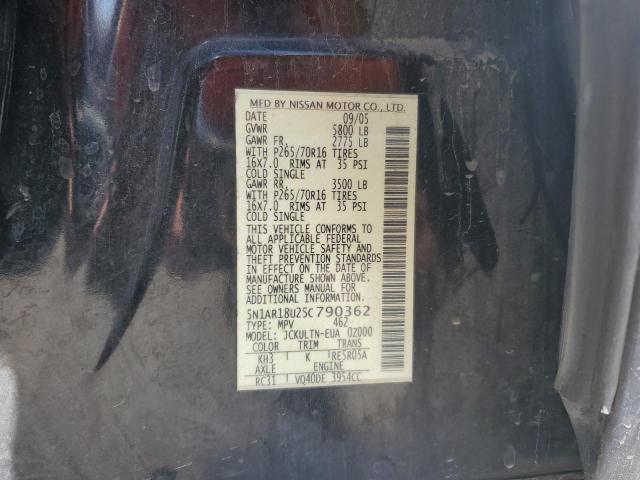 MFD BY NISSAN MOTOR CO., LTD.
DATE 09/05
GVWR 5800 LB
GAWR FR. 2775 LB
WITH P265/70R16 TIRES
16X7.0 RIMS AT 35 PSI
COLD SINGLE
GAWR RR. 3500 LB
WITH P265/70R16 TIRES
16X7.0 RIMS AT 35 PSI
COLD SINGLE
THIS VEHICLE CONFORMS TO
ALL APPLICABLE FEDERAL
MOTOR VEHICLE SAFETY AND
THEFT PREVENTION STANDARDS
IN EFFECT ON THE DATE OF
MANUFACTURE SHOWN ABOVE.
SEE OWNERS MANUAL FOR
ADDITIONAL INFORMATION.
5N1AR18U25C790362
TYPE: MPV 462
MODEL: JCKULTN-EUA 0Z000
COLOR TRIM TRANS
KH3 K RE5R05A
AXLE ENGINE
RC31 VQ40DE 3954CC